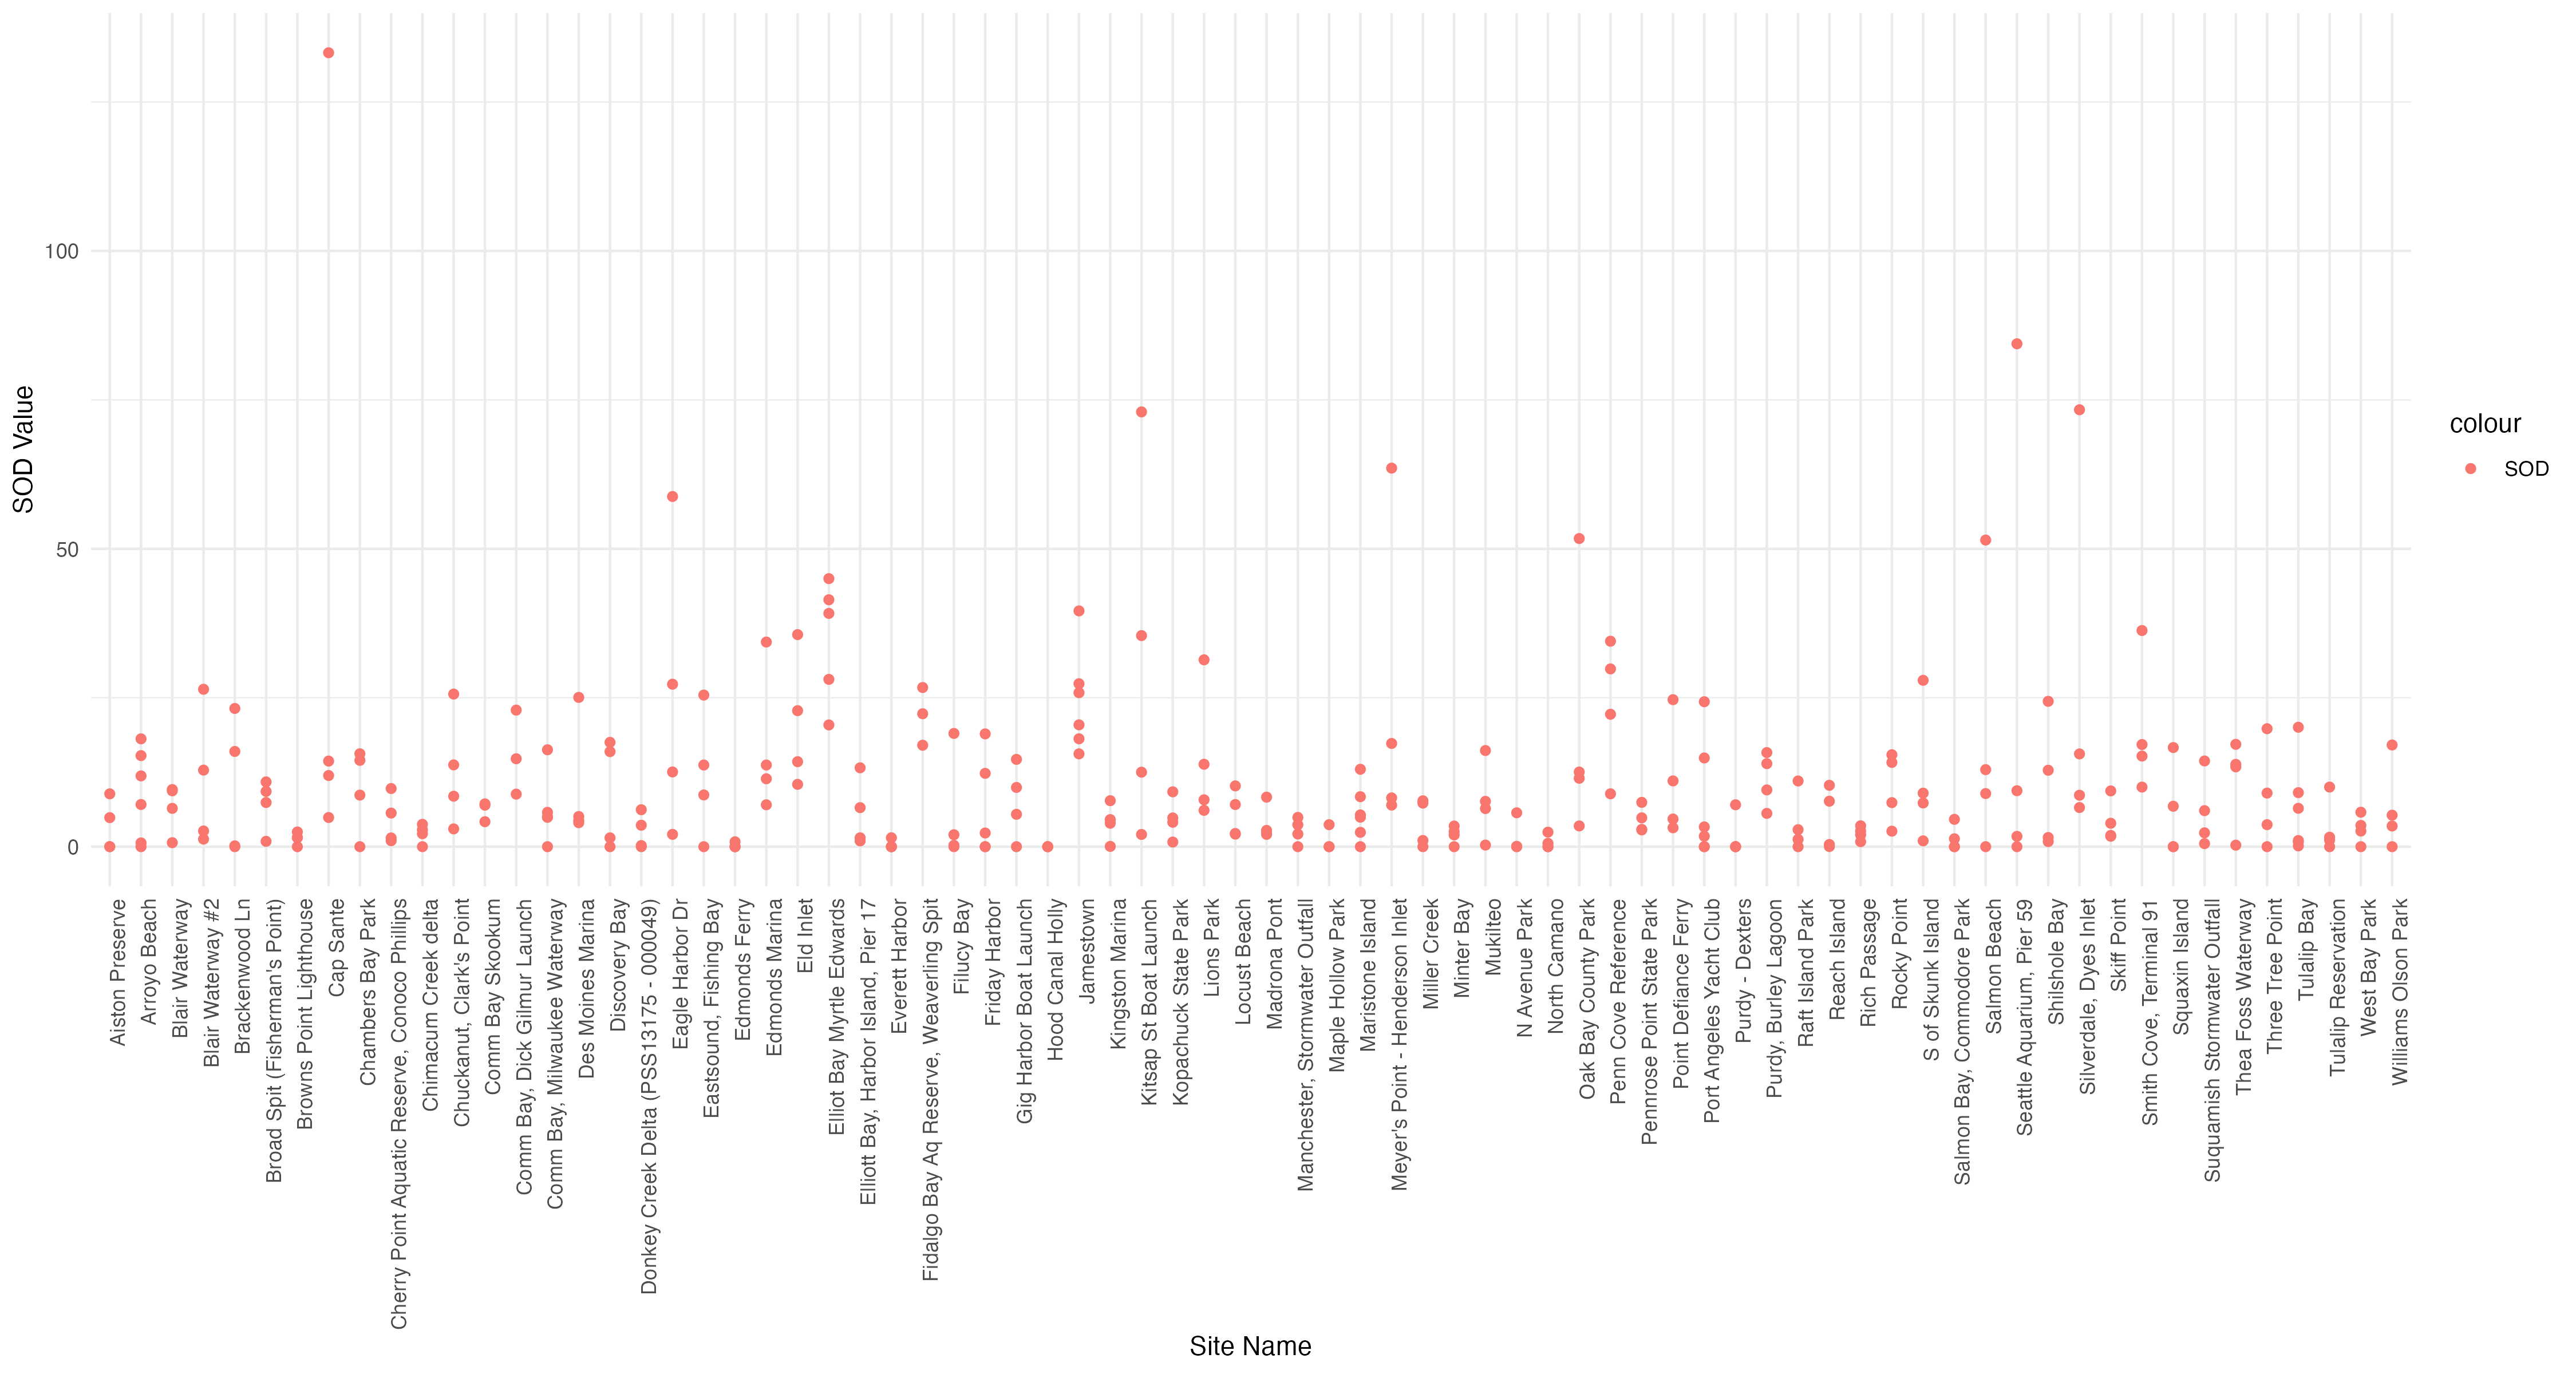 100
50
0
SOD Value
colour
SOD
Aiston Preserve
Arroyo Beach
Blair Waterway
Blair Waterway #2
Brackenwood Ln
Broad Spit (Fisherman's Point)
Browns Point Lighthouse
Cap Sante
Chambers Bay Park
Cherry Point Aquatic Reserve, Conoco Phillips
Chimacum Creek delta
Chuckanut, Clark's Point
Comm Bay Skookum
Comm Bay, Dick Gilmur Launch
Comm Bay, Milwaukee Waterway
Des Moines Marina
Discovery Bay
Donkey Creek Delta (PSS13175 - 000049)
Eagle Harbor Dr
Eastsound, Fishing Bay
Edmonds Ferry
Edmonds Marina
Eld Inlet
Elliot Bay Myrtle Edwards
Elliott Bay, Harbor Island, Pier 17
Everett Harbor
Fidalgo Bay Aq Reserve, Weaverling Spit
Filucy Bay
Friday Harbor
Gig Harbor Boat Launch
Hood Canal Holly
Jamestown
Kingston Marina
Kitsap St Boat Launch
Kopachuck State Park
Lions Park
Locust Beach
Madrona Pont
Manchester, Stormwater Outfall
Maple Hollow Park
Maristone Island
Meyer's Point - Henderson Inlet
Miller Creek
Minter Bay
Mukilteo
N Avenue Park
North Camano
Oak Bay County Park
Penn Cove Reference
Pennrose Point State Park
Point Defiance Ferry
Port Angeles Yacht Club
Purdy - Dexters
Purdy, Burley Lagoon
Raft Island Park
Reach Island
Rich Passage
Rocky Point
S of Skunk Island
Salmon Bay, Commodore Park
Salmon Beach
Seattle Aquarium, Pier 59
Shilshole Bay
Silverdale, Dyes Inlet
Skiff Point
Smith Cove, Terminal 91
Squaxin Island
Suquamish Stormwater Outfall
Thea Foss Waterway
Three Tree Point
Tulalip Bay
Tulalip Reservation
West Bay Park
Williams Olson Park
Site Name